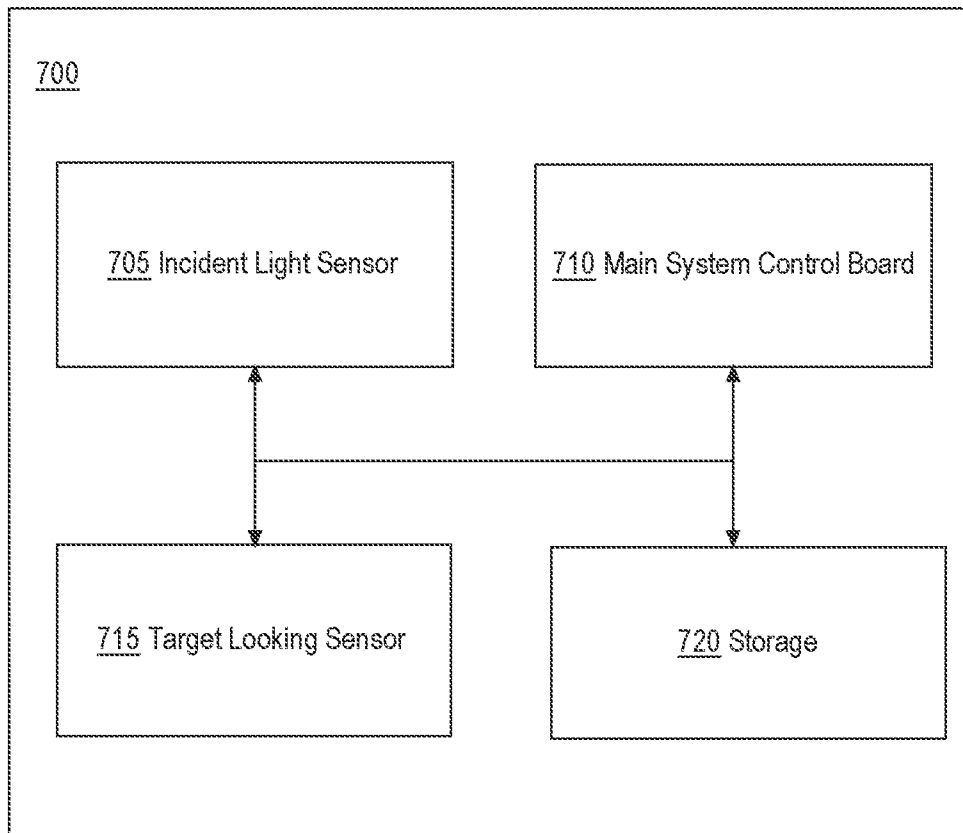 700
705 Incident Light Sensor
710 Main System Control Board
715 Target Looking Sensor
720 Storage